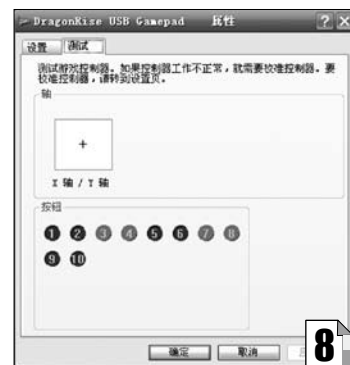 DragonRise USB Gamepad 属性
设置 测试
测试游戏控制器。如果控制器工作不正常，就需要校准控制器。要
校准控制器，请转到设置页。
轴
X 轴 / Y 轴
按钮
1 2 3 4 5 6 7 8
9 10
确定 取消
8